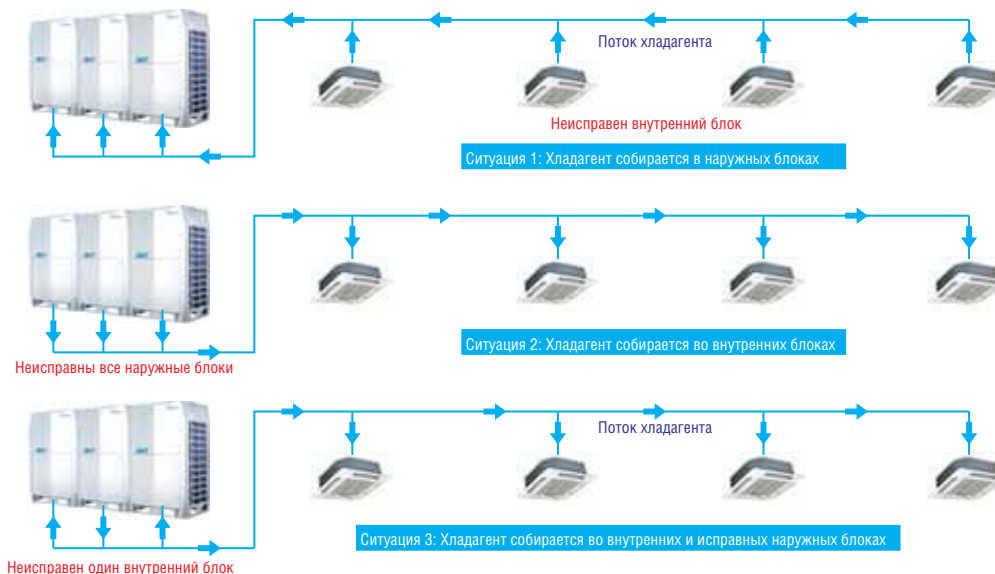 Поток хладагента
Неисправен внутренний блок
Ситуация 1: Хладагент собирается в наружных блоках
Ситуация 2: Хладагент собирается во внутренних блоках
Неисправны все наружные блоки
Поток хладагента
Ситуация 3: Хладагент собирается во внутренних и исправных наружных блоках
Неисправен один внутренний блок